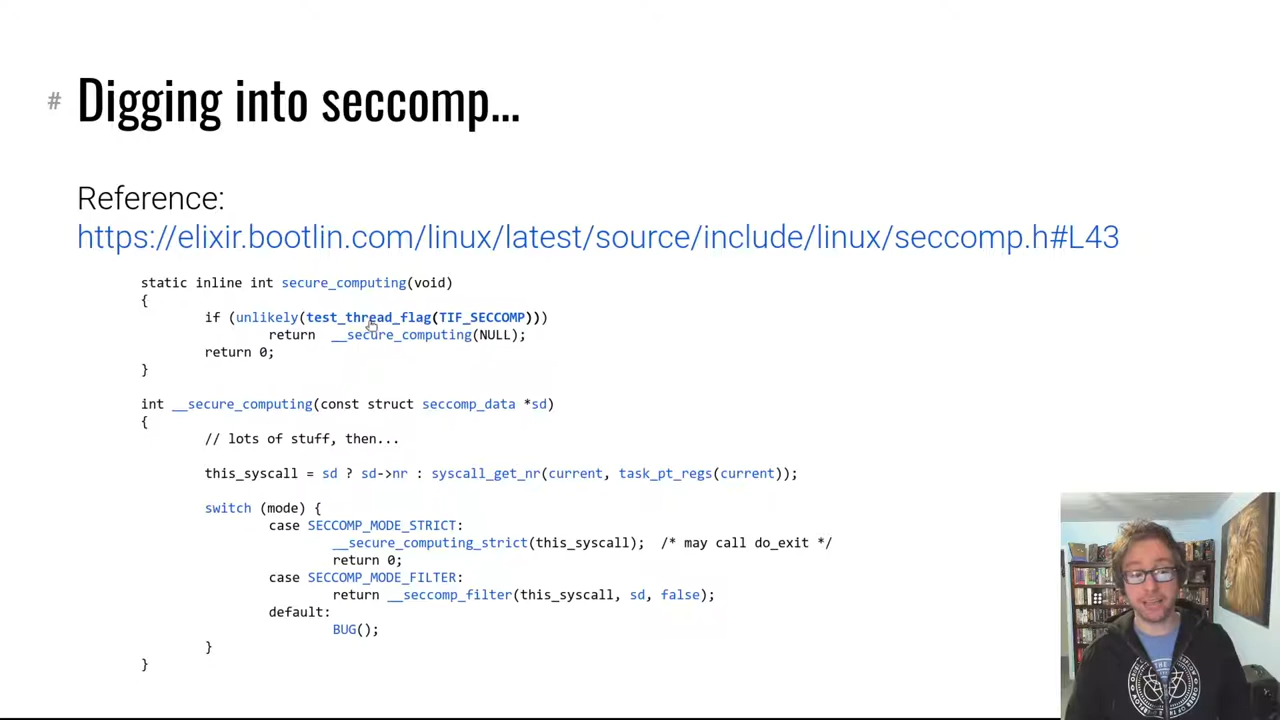 # Digging into seccomp...
Reference:
https://elixir.bootlin.com/linux/latest/source/include/linux/seccomp.h#L43
static inline int secure_computing(void)
{
if (unlikely(test_thread_flag(TIF_SECCOMP)))
return __secure_computing(NULL);
return 0;
}
int __secure_computing(const struct seccomp_data *sd)
{
// lots of stuff, then...
this_syscall = sd ? sd->nr : syscall_get_nr(current, task_pt_regs(current));
switch (mode) {
case SECCOMP_MODE_STRICT:
__secure_computing_strict(this_syscall); /* may call do_exit */
return 0;
case SECCOMP_MODE_FILTER:
return __seccomp_filter(this_syscall, sd, false);
default:
BUG();
}
}